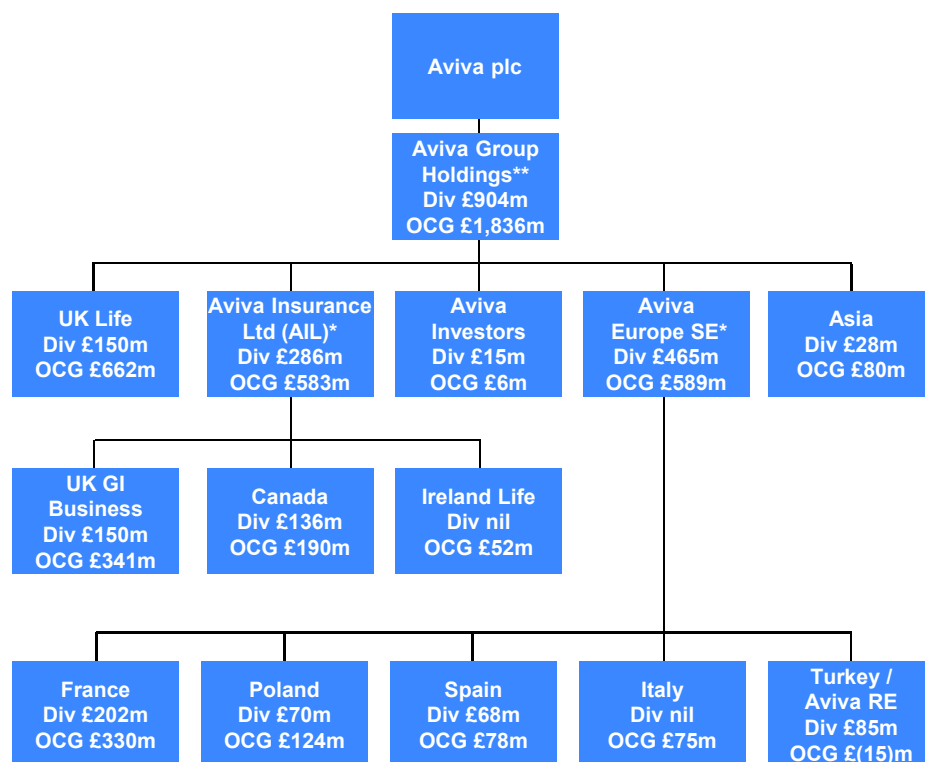 Aviva plc
Aviva Group
Holdings**
Div £904m
OCG £1,836m
UK Life
Div £150m
OCG £662m
Aviva Insurance
Ltd (AIL)*
Div £286m
OCG £583m
Aviva
Investors
Div £15m
OCG £6m
Aviva
Europe SE*
Div £465m
OCG £589m
Asia
Div £28m
OCG £80m
UK GI
Business
Div £150m
OCG £341m
Canada
Div £136m
OCG £190m
Ireland Life
Div nil
OCG £52m
France
Div £202m
OCG £330m
Poland
Div £70m
OCG £124m
Spain
Div £68m
OCG £78m
Italy
Div nil
OCG £75m
Turkey /
Aviva RE
Div £85m
OCG £(15)m